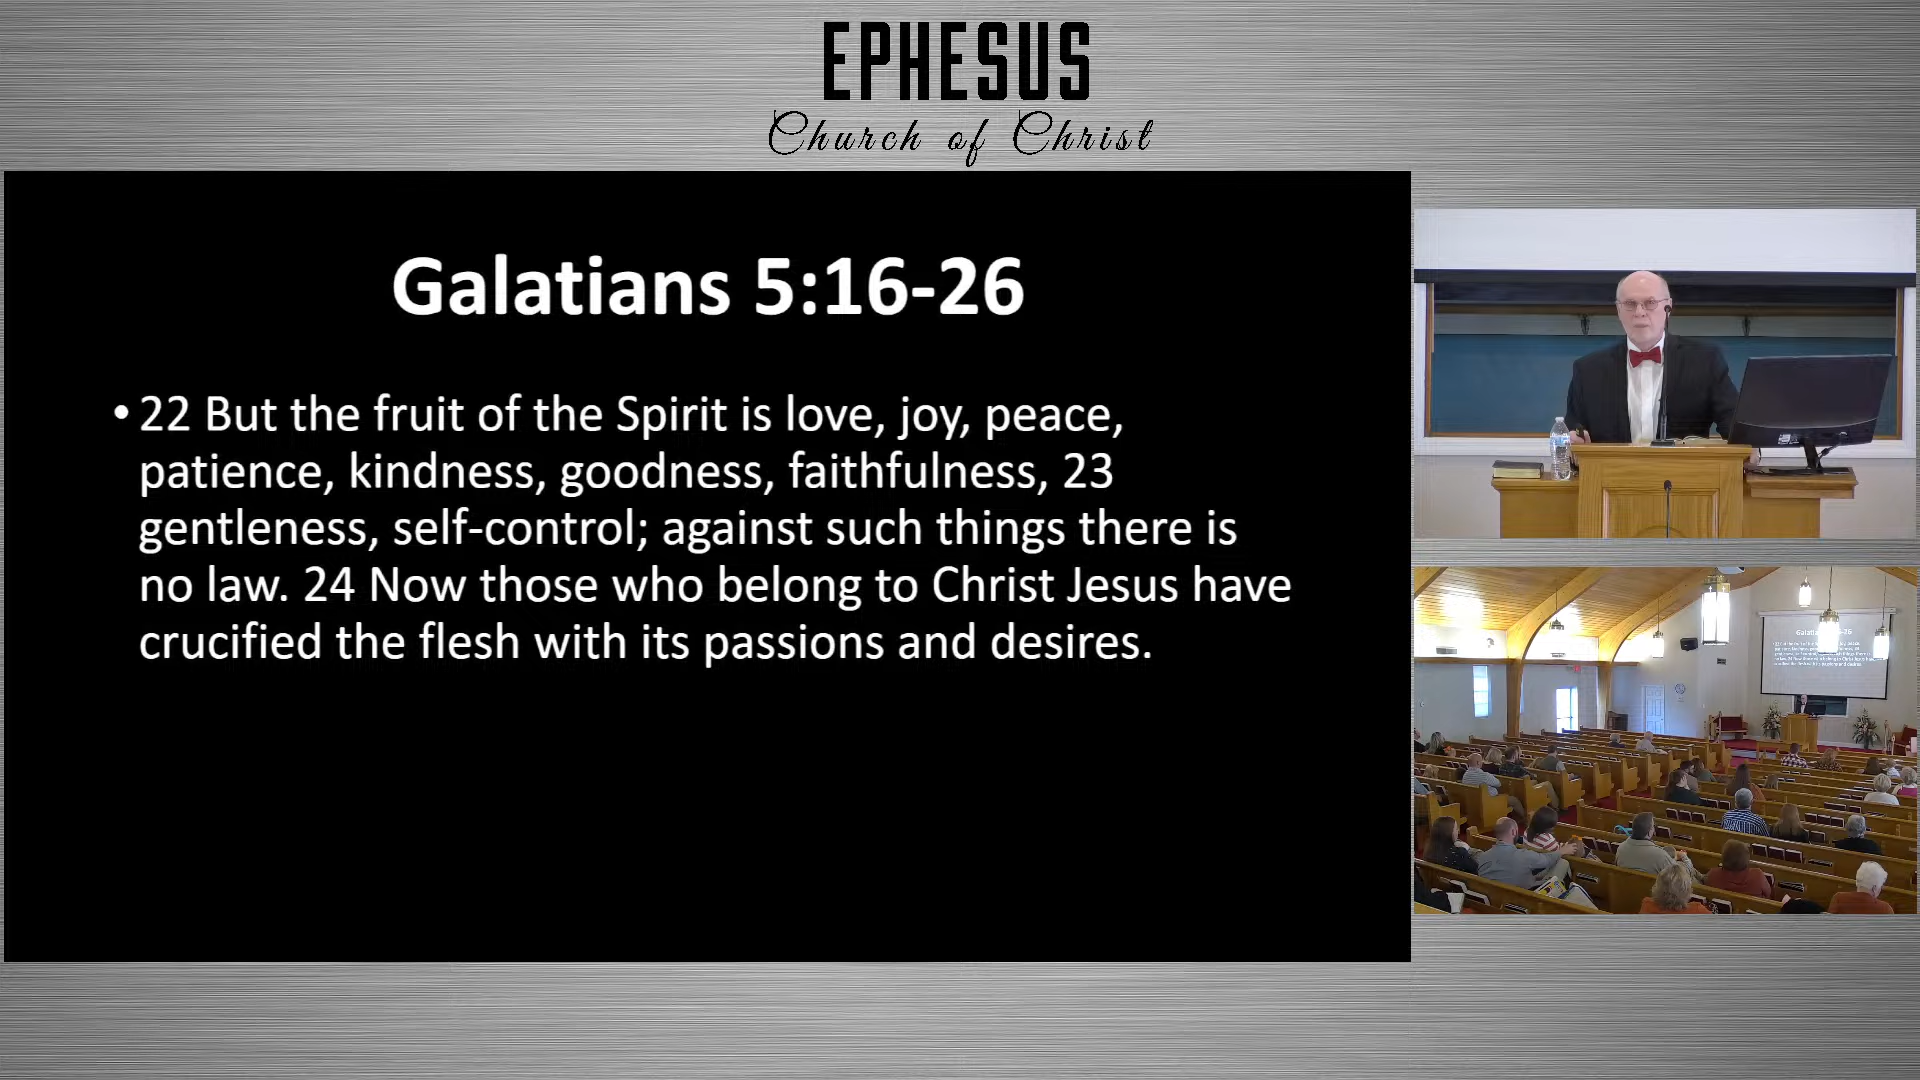 EPHESUS
Church of Christ
Galatians 5:16-26
• 22 But the fruit of the Spirit is love, joy, peace,
patience, kindness, goodness, faithfulness, 23
gentleness, self-control; against such things there is
no law. 24 Now those who belong to Christ Jesus have
crucified the flesh with its passions and desires.